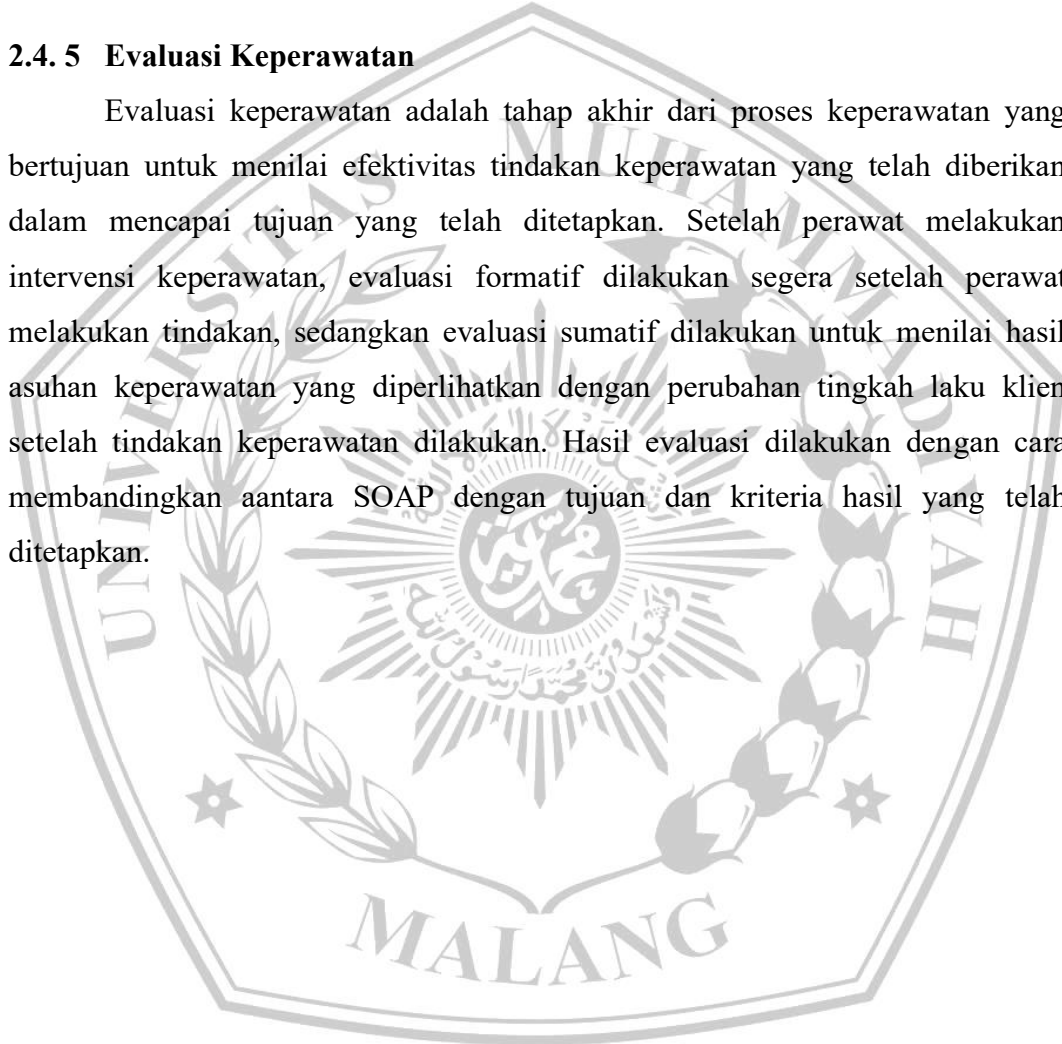 2.4. 5 Evaluasi Keperawatan
Evaluasi keperawatan adalah tahap akhir dari proses keperawatan yang
bertujuan untuk menilai efektivitas tindakan keperawatan yang telah diberikan
dalam mencapai tujuan yang telah ditetapkan. Setelah perawat melakukan
intervensi keperawatan, evaluasi formatif dilakukan segera setelah perawat
melakukan tindakan, sedangkan evaluasi sumatif dilakukan untuk menilai hasil
asuhan keperawatan yang diperlihatkan dengan perubahan tingkah laku klien
setelah tindakan keperawatan dilakukan. Hasil evaluasi dilakukan dengan cara
membandingkan aantara SOAP dengan tujuan dan kriteria hasil yang telah
ditetapkan.
UNIVERSITAS MUHAMMADIYAH
MALANG